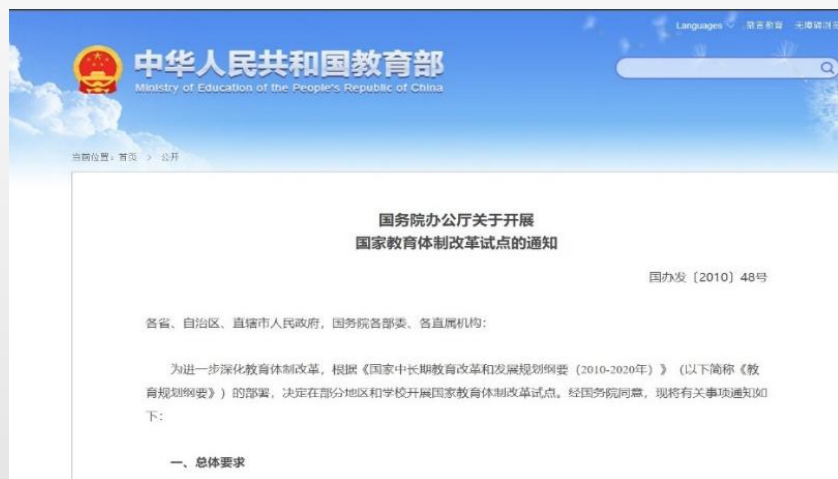 Languages
无障碍浏
中华人民共和国教育部
Ministry of Education of the People's Republic of China
当前位置：首页 > 公开
国务院办公厅关于开展
国家教育体制改革试点的通知
国办发〔2010〕48号
各省、自治区、直辖市人民政府，国务院各部委、各直属机构：
为进一步深化教育体制改革，根据《国家中长期教育改革和发展规划纲要（2010-2020年）》（以下简称《教
育规划纲要》）的部署，决定在部分地区和学校开展国家教育体制改革试点。经国务院同意，现将有关事项通知如
下：
一、总体要求